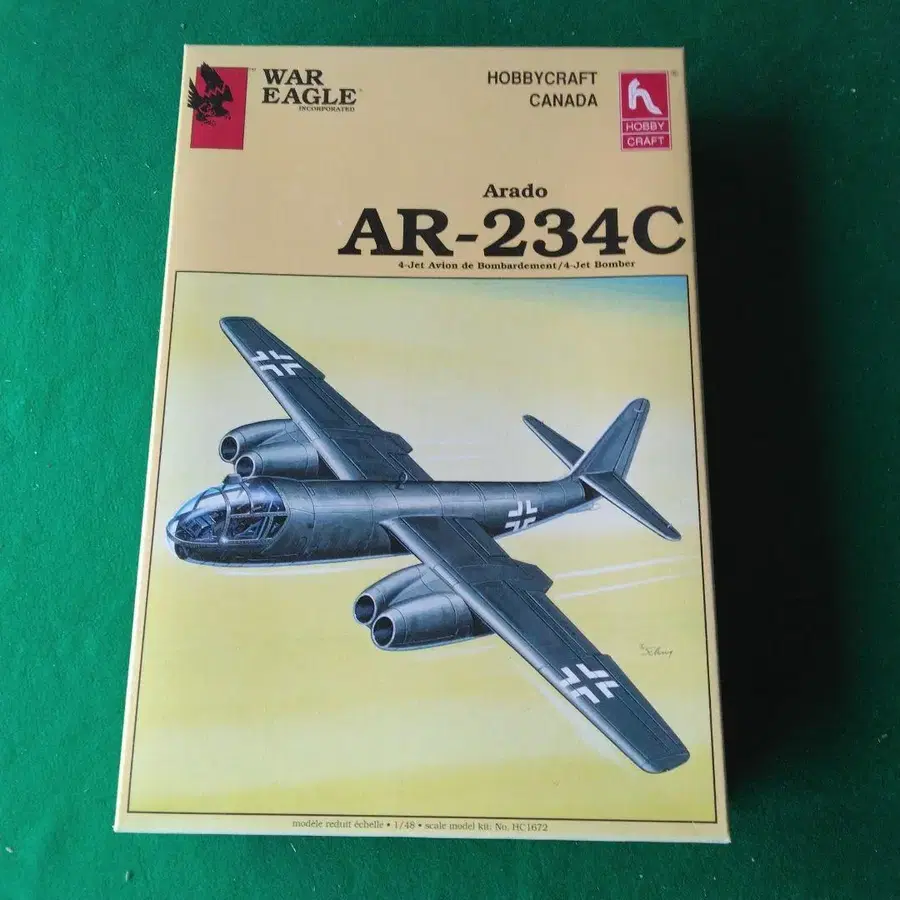 WAR
EAGLE
INCORPORATED
HOBBYCRAFT
CANADA
HOBBY
CRAFT
Arado
AR-234C
4-Jet Avion de Bombardement/4-Jet Bomber
modèle reduit échelle • 1/48 • scale model kit. No. HC1672